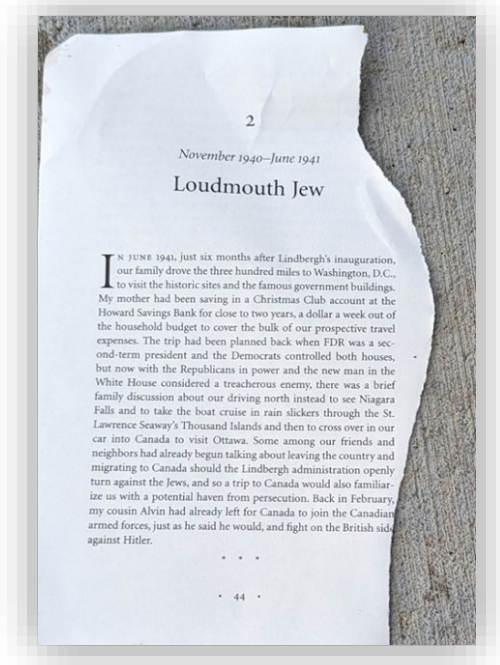 2
November 1940–June 1941
Loudmouth Jew
IN JUNE 1941, just six months after Lindbergh's inauguration,
our family drove the three hundred miles to Washington, D.C.,
to visit the historic sites and the famous government buildings.
My mother had been saving in a Christmas Club account at the
Howard Savings Bank for close to two years, a dollar a week out of
the household budget to cover the bulk of our prospective travel
expenses. The trip had been planned back when FDR was a sec-
ond-term president and the Democrats controlled both houses,
but now with the Republicans in power and the new man in the
White House considered a treacherous enemy, there was a brief
family discussion about our driving north instead to see Niagara
Falls and to take the boat cruise in rain slickers through the St.
Lawrence Seaway's Thousand Islands and then to cross over in our
car into Canada to visit Ottawa. Some among our friends and
neighbors had already begun talking about leaving the country and
migrating to Canada should the Lindbergh administration openly
turn against the Jews, and so a trip to Canada would also familiar-
ize us with a potential haven from persecution. Back in February,
my cousin Alvin had already left for Canada to join the Canadian
armed forces, just as he said he would, and fight on the British side
against Hitler.
* * *
· 44 ·